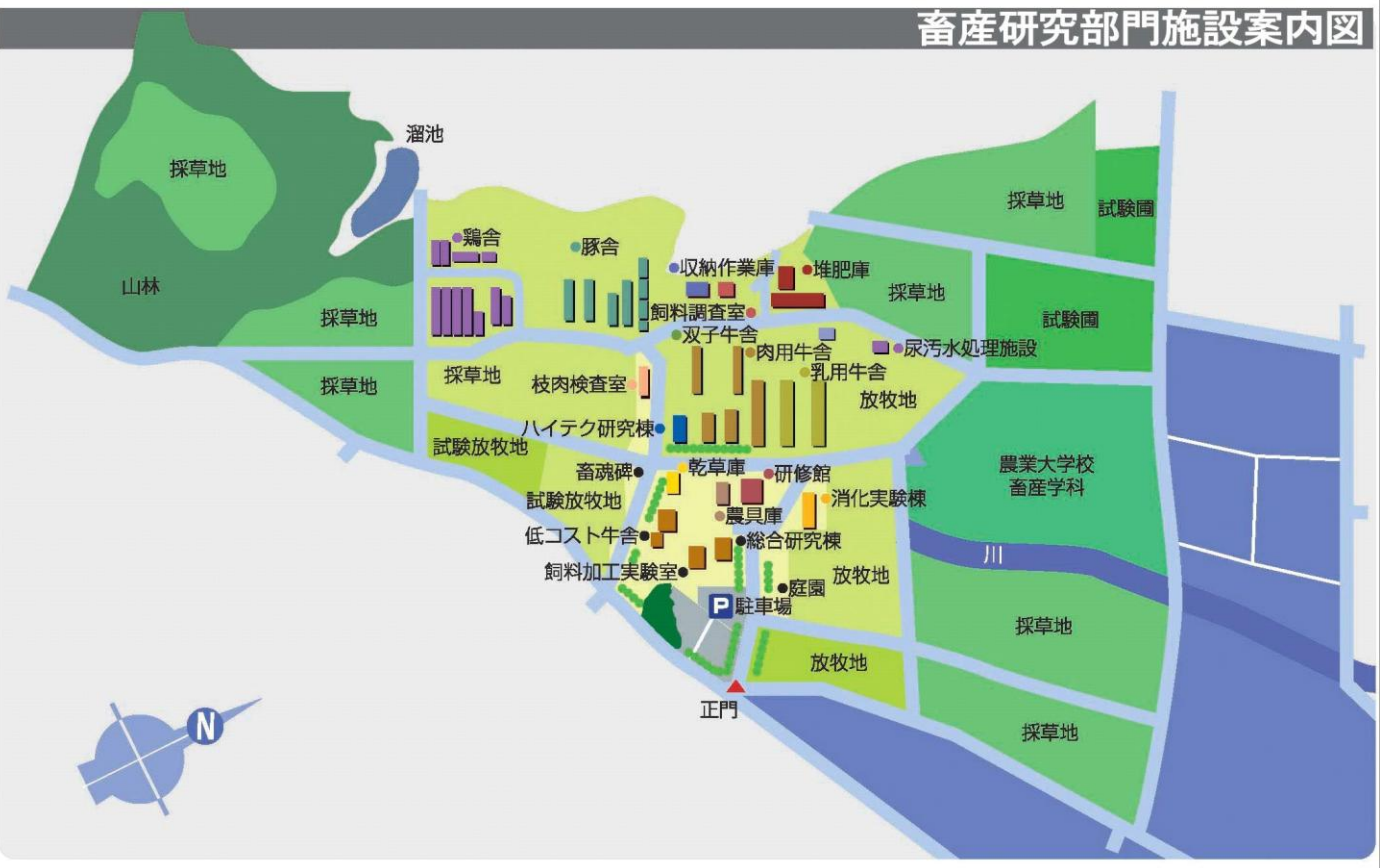 畜産研究部門施設案内図
溜池
採草地
採草地
試験圃
鶏舎
豚舎
収納作業庫
堆肥庫
山林
採草地
採草地
飼料調査室
試験圃
双子牛舎
肉用牛舎
尿汚水処理施設
採草地
採草地
枝肉検査室
乳用牛舎
放牧地
ハイテク研究棟
試験放牧地
畜魂碑
乾草庫
研修館
農業大学校
畜産学科
試験放牧地
消化実験棟
農具庫
低コスト牛舎
総合研究棟
川
飼料加工実験室
放牧地
庭園
P
駐車場
採草地
放牧地
正門
採草地
N